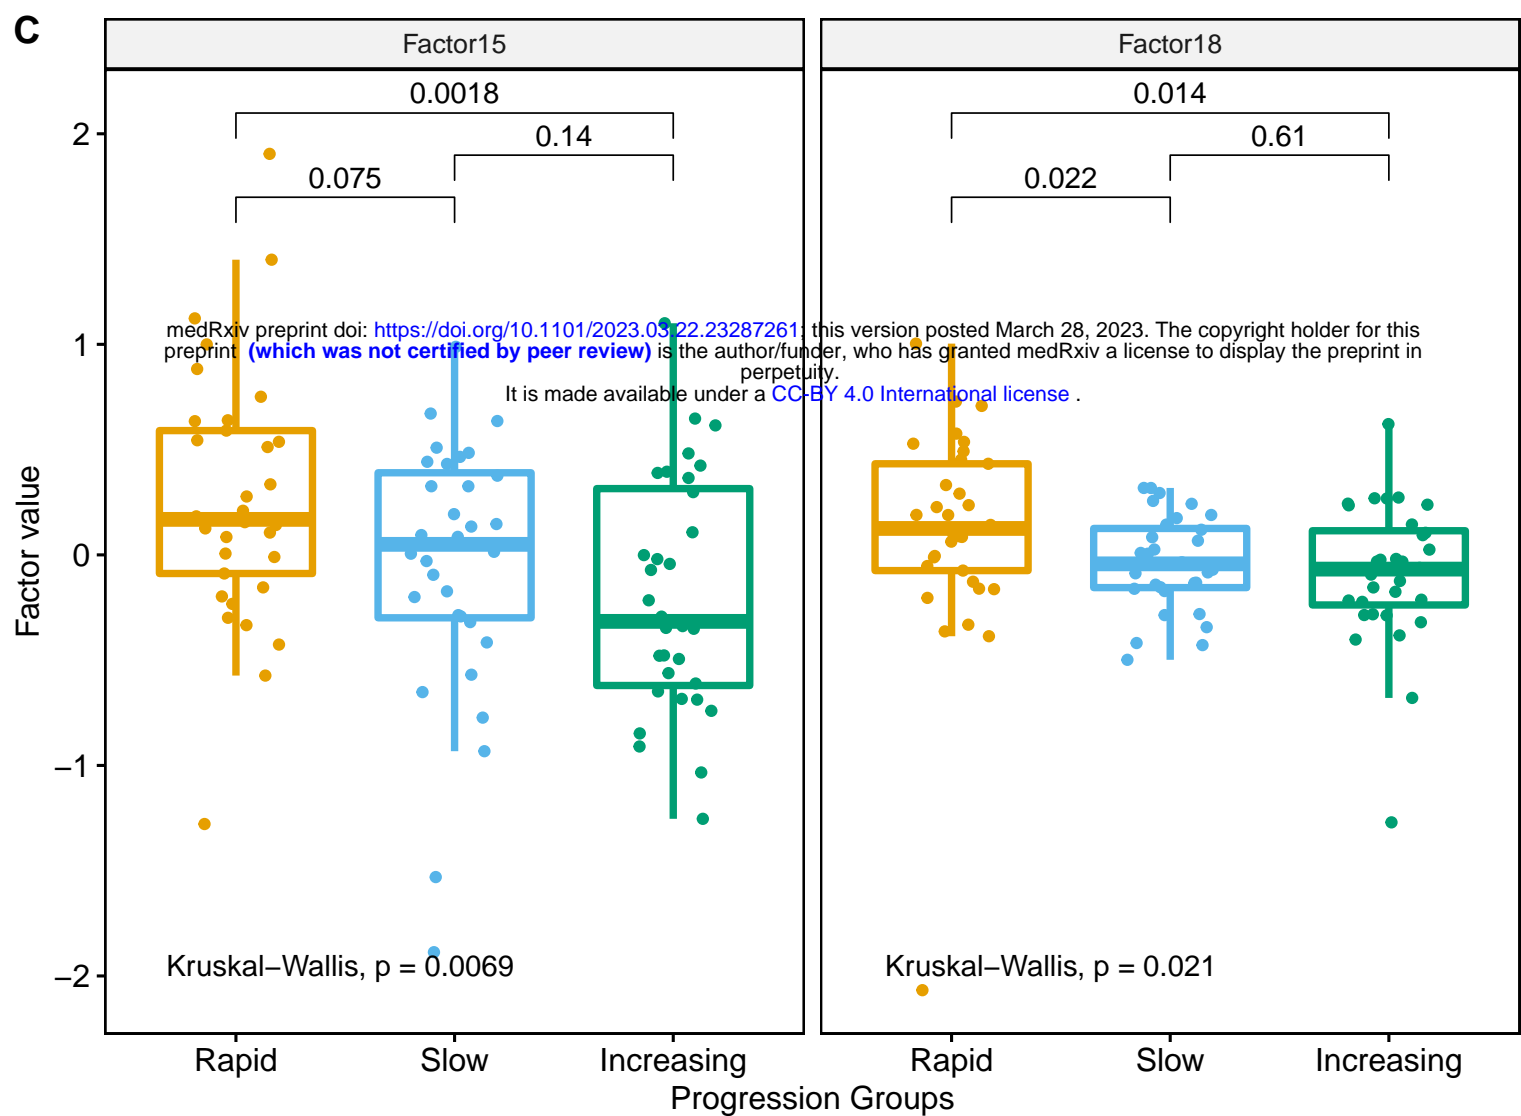 C
Factor15
Factor18
0.0018
0.14
0.075
0.014
0.61
0.022
medRxiv preprint doi: https://doi.org/10.1101/2023.03.22.23287261; this version posted March 28, 2023. The copyright holder for this
preprint (which was not certified by peer review) is the author/funder, who has granted medRxiv a license to display the preprint in
perpetuity.
It is made available under a CC-BY 4.0 International license .
Factor value
2
1
0
−1
−2
Kruskal−Wallis, p = 0.0069
Kruskal−Wallis, p = 0.021
Rapid
Slow
Increasing
Rapid
Slow
Increasing
Progression Groups